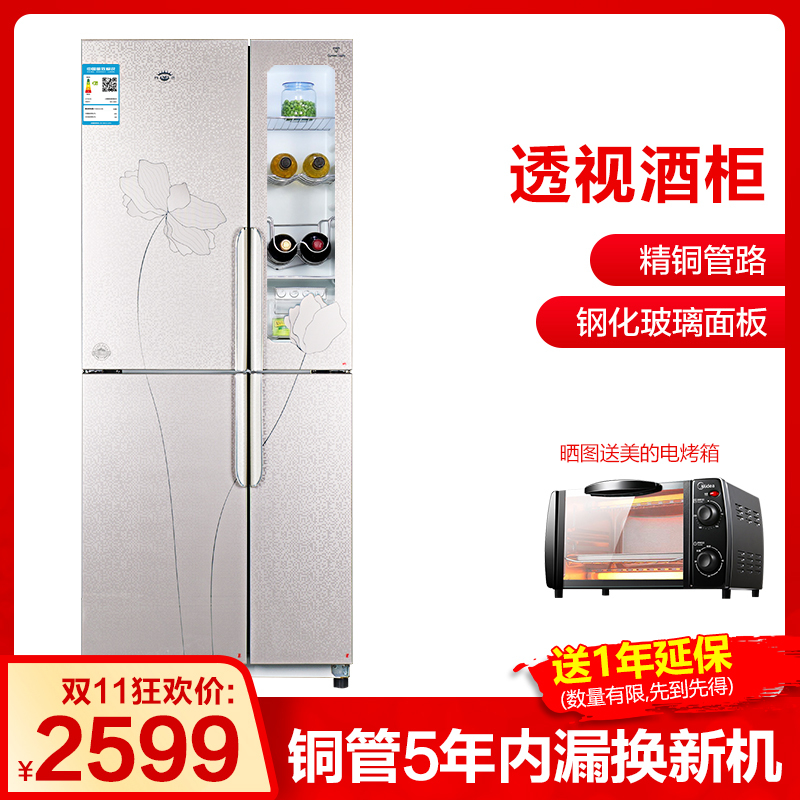 透视酒柜
精铜管路
钢化玻璃面板
晒图送美的电烤箱
Midea
送1年延保
(数量有限,先到先得)
双11狂欢价:
¥2599
铜管5年内漏换新机